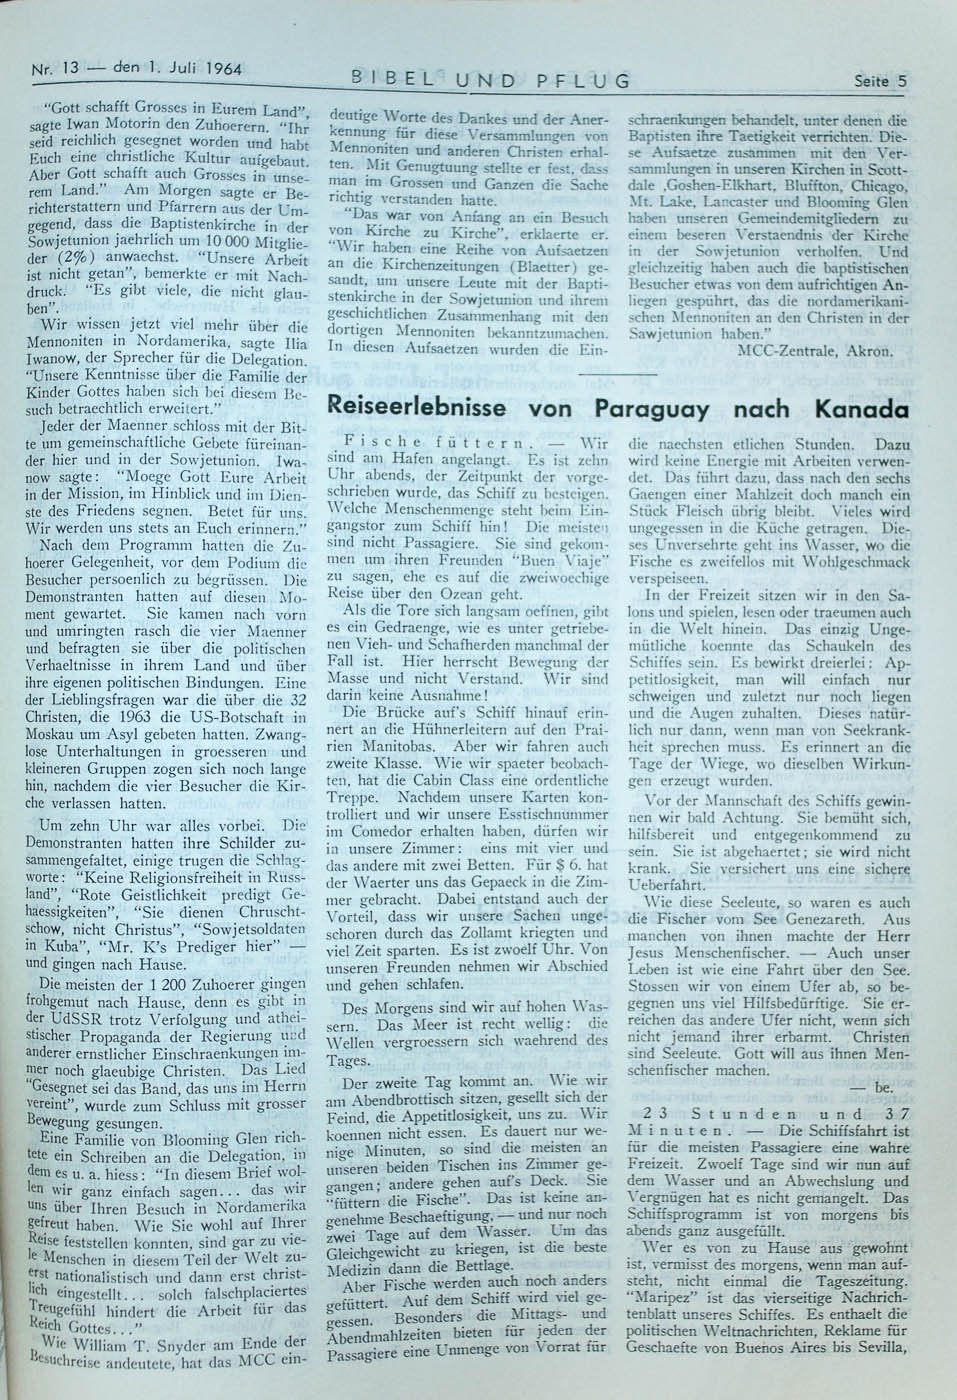 Nr. 13 — den 1. Juli 1964
BIBEL UND PFLUG
Seite 5
"Gott schafft Grosses in Eurem Land",
sagte Iwan Motorin den Zuhoerern. "Ihr
seid reichlich gesegnet worden und habt
Euch eine christliche Kultur aufgebaut.
Aber Gott schafft auch Grosses in unse-
rem Land." Am Morgen sagte er Be-
richterstattern und Pfarrern aus der Um-
gegend, dass die Baptistenkirche in der
Sowjetunion jaehrlich um 10 000 Mitglie-
der (2%) anwaechst. "Unsere Arbeit
ist nicht getan", bemerkte er mit Nach-
druck. "Es gibt viele, die nicht glau-
ben".
Wir wissen jetzt viel mehr über die
Mennoniten in Nordamerika, sagte Ilia
Iwanow, der Sprecher für die Delegation.
"Unsere Kenntnisse über die Familie der
Kinder Gottes haben sich bei diesem Be-
such betraechtlich erweitert."
Jeder der Maenner schloss mit der Bit-
te um gemeinschaftliche Gebete füreinan-
der hier und in der Sowjetunion. Iwa-
now sagte: "Moege Gott Eure Arbeit
in der Mission, im Hinblick und im Dien-
ste des Friedens segnen. Betet für uns.
Wir werden uns stets an Euch erinnern."
Nach dem Programm hatten die Zu-
hoerer Gelegenheit, vor dem Podium die
Besucher persoenlich zu begrüssen. Die
Demonstranten hatten auf diesen Mo-
ment gewartet. Sie kamen nach vorn
und umringten rasch die vier Maenner
und befragten sie über die politischen
Verhaeltnisse in ihrem Land und über
ihre eigenen politischen Bindungen. Eine
der Lieblingsfragen war die über die 32
Christen, die 1963 die US-Botschaft in
Moskau um Asyl gebeten hatten. Zwang-
lose Unterhaltungen in groesseren und
kleineren Gruppen zogen sich noch lange
hin, nachdem die vier Besucher die Kir-
che verlassen hatten.
Um zehn Uhr war alles vorbei. Die
Demonstranten hatten ihre Schilder zu-
sammengefaltet, einige trugen die Schlag-
worte: "Keine Religionsfreiheit in Russ-
land", "Rote Geistlichkeit predigt Ge-
haessigkeiten", "Sie dienen Chruscht-
schow, nicht Christus", "Sowjetsoldaten
in Kuba", "Mr. K's Prediger hier" —
und gingen nach Hause.
Die meisten der 1 200 Zuhoerer gingen
frohgemut nach Hause, denn es gibt in
der UdSSR trotz Verfolgung und athei-
stischer Propaganda der Regierung und
anderer ernstlicher Einschraenkungen im-
mer noch glaeubige Christen. Das Lied
"Gesegnet sei das Band, das uns im Herrn
vereint", wurde zum Schluss mit grosser
Bewegung gesungen.
Eine Familie von Blooming Glen rich-
tete ein Schreiben an die Delegation, in
dem es u. a. hiess: "In diesem Brief wol-
len wir ganz einfach sagen... das wir
uns über Ihren Besuch in Nordamerika
gefreut haben. Wie Sie wohl auf Ihrer
Reise feststellen konnten, sind gar zu vie-
le Menschen in diesem Teil der Welt zu-
erst nationalistisch und dann erst christ-
lich eingestellt... solch falschplaciertes
Treugefühl hindert die Arbeit für das
Reich Gottes..."
Wie William T. Snyder am Ende der
Besuchreise andeutete, hat das MCC ein-
deutige Worte des Dankes und der Aner-
kennung für diese Versammlungen von
Mennoniten und anderen Christen erhal-
ten. Mit Genugtuung stellte er fest, dass
man im Grossen und Ganzen die Sache
richtig verstanden hatte.
"Das war von Anfang an ein Besuch
von Kirche zu Kirche", erklaerte er.
"Wir haben eine Reihe von Aufsaetzen
an die Kirchenzeitungen (Blaetter) ge-
sandt, um unsere Leute mit der Bapti-
stenkirche in der Sowjetunion und ihrem
geschichtlichen Zusammenhang mit den
dortigen Mennoniten bekanntzumachen.
In diesen Aufsaetzen wurden die Ein-
schraenkungen behandelt, unter denen die
Baptisten ihre Taetigkeit verrichten. Die-
se Aufsaetze zusammen mit den Ver-
sammlungen in unseren Kirchen in Scott-
dale ,Goshen-Elkhart, Bluffton, Chicago,
Mt. Lake, Lancaster und Blooming Glen
haben unseren Gemeindemitgliedern zu
einem beseren Verstaendnis der Kirche
in der Sowjetunion verholfen. Und
gleichzeitig haben auch die baptistischen
Besucher etwas von dem aufrichtigen An-
liegen gespührt, das die nordamerikani-
schen Mennoniten an den Christen in der
Sawjetunion haben."
MCC-Zentrale, Akron.
Reiseerlebnisse von Paraguay nach Kanada
Fische füttern. — Wir
sind am Hafen angelangt. Es ist zehn
Uhr abends, der Zeitpunkt der vorge-
schrieben wurde, das Schiff zu besteigen.
Welche Menschenmenge steht beim Ein-
gangstor zum Schiff hin! Die meisten
sind nicht Passagiere. Sie sind gekom-
men um ihren Freunden "Buen Viaje"
zu sagen, ehe es auf die zweiwoechige
Reise über den Ozean geht.
Als die Tore sich langsam oeffnen, gibt
es ein Gedraenge, wie es unter getriebe-
nen Vieh- und Schafherden manchmal der
Fall ist. Hier herrscht Bewegung der
Masse und nicht Verstand. Wir sind
darin keine Ausnahme!
Die Brücke auf's Schiff hinauf erin-
nert an die Hühnerleitern auf den Prai-
rien Manitobas. Aber wir fahren auch
zweite Klasse. Wie wir spaeter beobach-
ten, hat die Cabin Class eine ordentliche
Treppe. Nachdem unsere Karten kon-
trolliert und wir unsere Esstischnummer
im Comedor erhalten haben, dürfen wir
in unsere Zimmer: eins mit vier und
das andere mit zwei Betten. Für $ 6. hat
der Waerter uns das Gepaeck in die Zim-
mer gebracht. Dabei entstand auch der
Vorteil, dass wir unsere Sachen unge-
schoren durch das Zollamt kriegten und
viel Zeit sparten. Es ist zwoelf Uhr. Von
unseren Freunden nehmen wir Abschied
und gehen schlafen.
Des Morgens sind wir auf hohen Was-
sern. Das Meer ist recht wellig: die
Wellen vergroessern sich waehrend des
Tages.
Der zweite Tag kommt an. Wie wir
am Abendbrottisch sitzen, gesellt sich der
Feind, die Appetitlosigkeit, uns zu. Wir
koennen nicht essen. Es dauert nur we-
nige Minuten, so sind die meisten an
unseren beiden Tischen ins Zimmer ge-
gangen; andere gehen auf's Deck. Sie
"füttern die Fische". Das ist keine an-
genehme Beschaeftigung, — und nur noch
zwei Tage auf dem Wasser. Um das
Gleichgewicht zu kriegen, ist die beste
Medizin dann die Bettlage.
Aber Fische werden auch noch anders
gefüttert. Auf dem Schiff wird viel ge-
gessen. Besonders die Mittags- und
Abendmahlzeiten bieten für jeden der
Passagiere eine Unmenge von Vorrat für
die naechsten etlichen Stunden. Dazu
wird keine Energie mit Arbeiten verwen-
det. Das führt dazu, dass nach den sechs
Gaengen einer Mahlzeit doch manch ein
Stück Fleisch übrig bleibt. Vieles wird
ungegessen in die Küche getragen. Die-
ses Unversehrte geht ins Wasser, wo die
Fische es zweifellos mit Wohlgeschmack
verspeiseen.
In der Freizeit sitzen wir in den Sa-
lons und spielen, lesen oder traeumen auch
in die Welt hinein. Das einzig Unge-
mütliche koennte das Schaukeln des
Schiffes sein. Es bewirkt dreierlei: Ap-
petitlosigkeit, man will einfach nur
schweigen und zuletzt nur noch liegen
und die Augen zuhalten. Dieses natür-
lich nur dann, wenn man von Seekrank-
heit sprechen muss. Es erinnert an die
Tage der Wiege, wo dieselben Wirkun-
gen erzeugt wurden.
Vor der Mannschaft des Schiffs gewin-
nen wir bald Achtung. Sie bemüht sich,
hilfsbereit und entgegenkommend zu
sein. Sie ist abgehaertet; sie wird nicht
krank. Sie versichert uns eine sichere
Ueberfahrt.
Wie diese Seeleute, so waren es auch
die Fischer vom See Genezareth. Aus
manchen von ihnen machte der Herr
Jesus Menschenfischer. — Auch unser
Leben ist wie eine Fahrt über den See.
Stossen wir von einem Ufer ab, so be-
gegnen uns viel Hilfsbedürftige. Sie er-
reichen das andere Ufer nicht, wenn sich
nicht jemand ihrer erbarmt. Christen
sind Seeleute. Gott will aus ihnen Men-
schenfischer machen.
— be.
23 Stunden und 37
Minuten. — Die Schiffsfahrt ist
für die meisten Passagiere eine wahre
Freizeit. Zwoelf Tage sind wir nun auf
dem Wasser und an Abwechslung und
Vergnügen hat es nicht gemangelt. Das
Schiffsprogramm ist von morgens bis
abends ganz ausgefüllt.
Wer es von zu Hause aus gewohnt
ist, vermisst des morgens, wenn man auf-
steht, nicht einmal die Tageszeitung.
"Maripez" ist das vierseitige Nachrich-
tenblatt unseres Schiffes. Es enthaelt die
politischen Weltnachrichten, Reklame für
Geschaefte von Buenos Aires bis Sevilla,